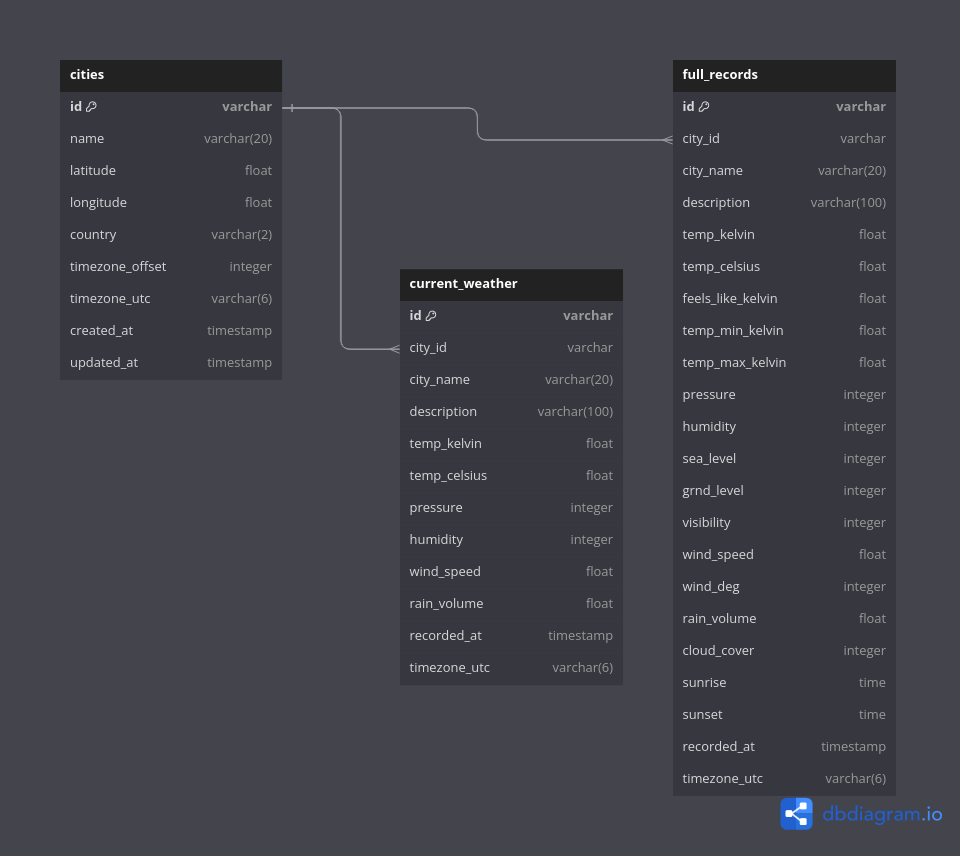 cities
id varchar
name varchar(20)
latitude float
longitude float
country varchar(2)
timezone_offset integer
timezone_utc varchar(6)
created_at timestamp
updated_at timestamp
current_weather
id varchar
city_id varchar
city_name varchar(20)
description varchar(100)
temp_kelvin float
temp_celsius float
pressure integer
humidity integer
wind_speed float
rain_volume float
recorded_at timestamp
timezone_utc varchar(6)
full_records
id varchar
city_id varchar
city_name varchar(20)
description varchar(100)
temp_kelvin float
temp_celsius float
feels_like_kelvin float
temp_min_kelvin float
temp_max_kelvin float
pressure integer
humidity integer
sea_level integer
grnd_level integer
visibility integer
wind_speed float
wind_deg integer
rain_volume float
cloud_cover integer
sunrise time
sunset time
recorded_at timestamp
timezone_utc varchar(6)
dbdiagram.io